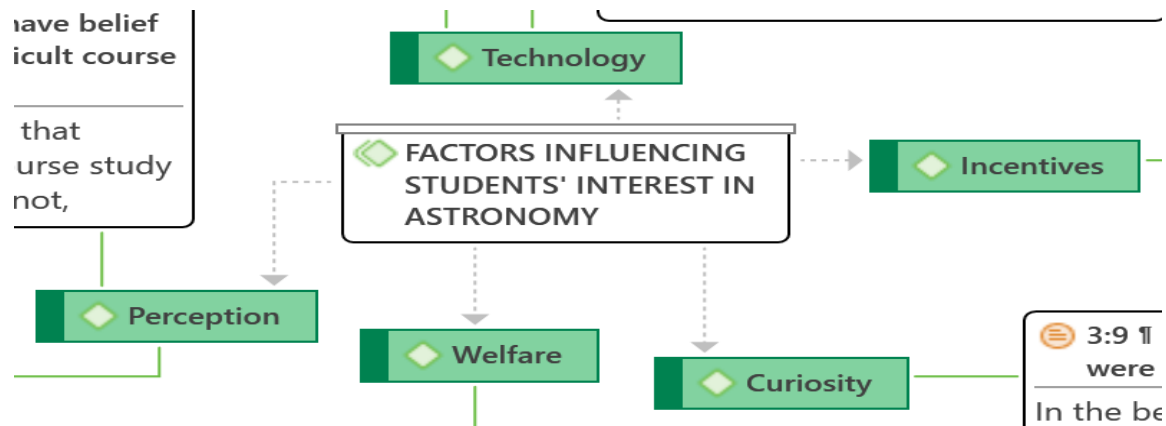 have belief
icult course
that
urse study
not,
Technology
FACTORS INFLUENCING
STUDENTS' INTEREST IN
ASTRONOMY
Incentives
Perception
Welfare
Curiosity
3:9 ¶
were
In the be